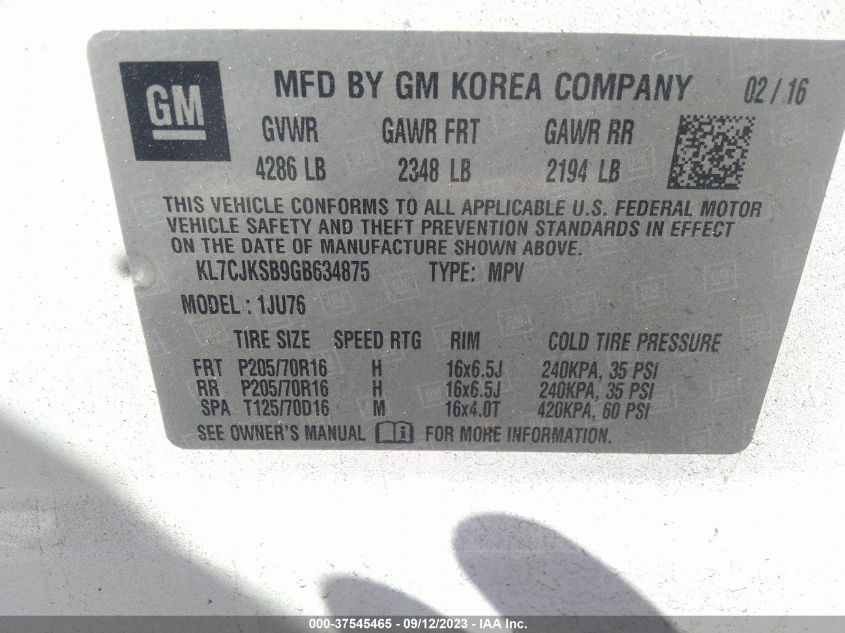 GM
MFD BY GM KOREA COMPANY 02/16
GVWR GAWR FRT GAWR RR
4286 LB 2348 LB 2194 LB
THIS VEHICLE CONFORMS TO ALL APPLICABLE U.S. FEDERAL MOTOR
VEHICLE SAFETY AND THEFT PREVENTION STANDARDS IN EFFECT
ON THE DATE OF MANUFACTURE SHOWN ABOVE.
KL7CJKSB9GB634875 TYPE: MPV
MODEL : 1JU76
TIRE SIZE SPEED RTG RIM COLD TIRE PRESSURE
FRT P205/70R16 H 16x6.5J 240KPA, 35 PSI
RR P205/70R16 H 16x6.5J 240KPA, 35 PSI
SPA T125/70D16 M 16x4.0T 420KPA, 60 PSI
SEE OWNER'S MANUAL i FOR MORE INFORMATION.
000-37545465 - 09/12/2023 - IAA Inc.